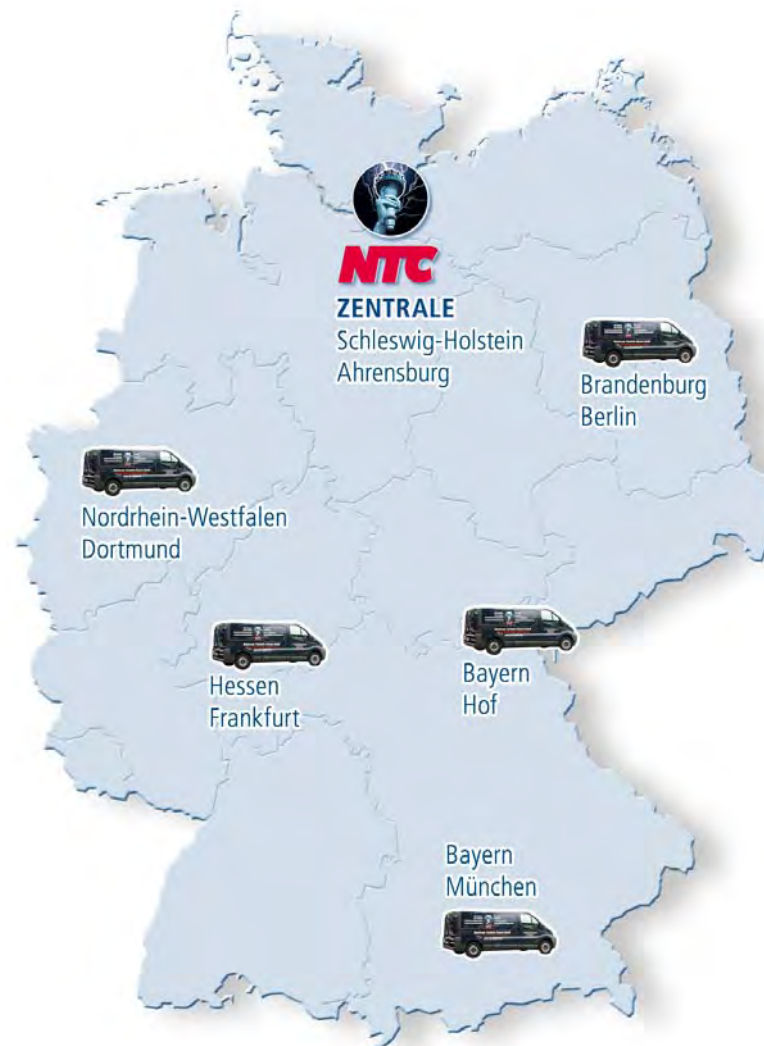 NTC
ZENTRALE
Schleswig-Holstein
Ahrensburg
Brandenburg
Berlin
Nordrhein-Westfalen
Dortmund
Hessen
Frankfurt
Bayern
Hof
Bayern
München